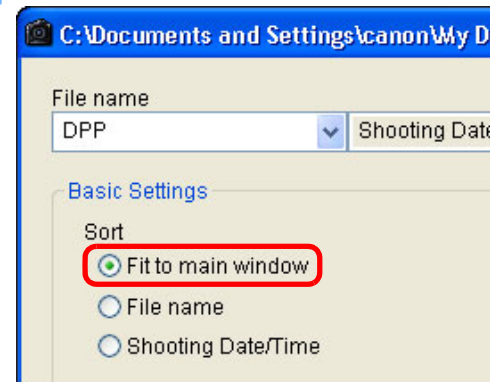 C:\Documents and Settings\canon\My D
File name
DPP
Shooting Date
Basic Settings
Sort
Fit to main window
File name
Shooting Date/Time